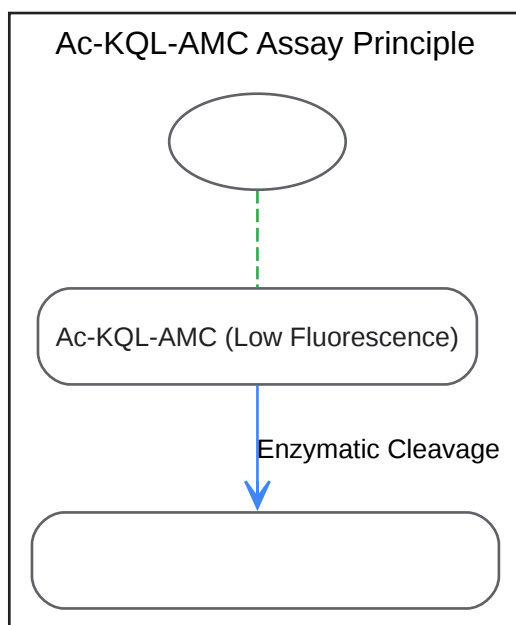 Ac-KQL-AMC Assay Principle
Ac-KQL-AMC (Low Fluorescence)
Enzymatic Cleavage